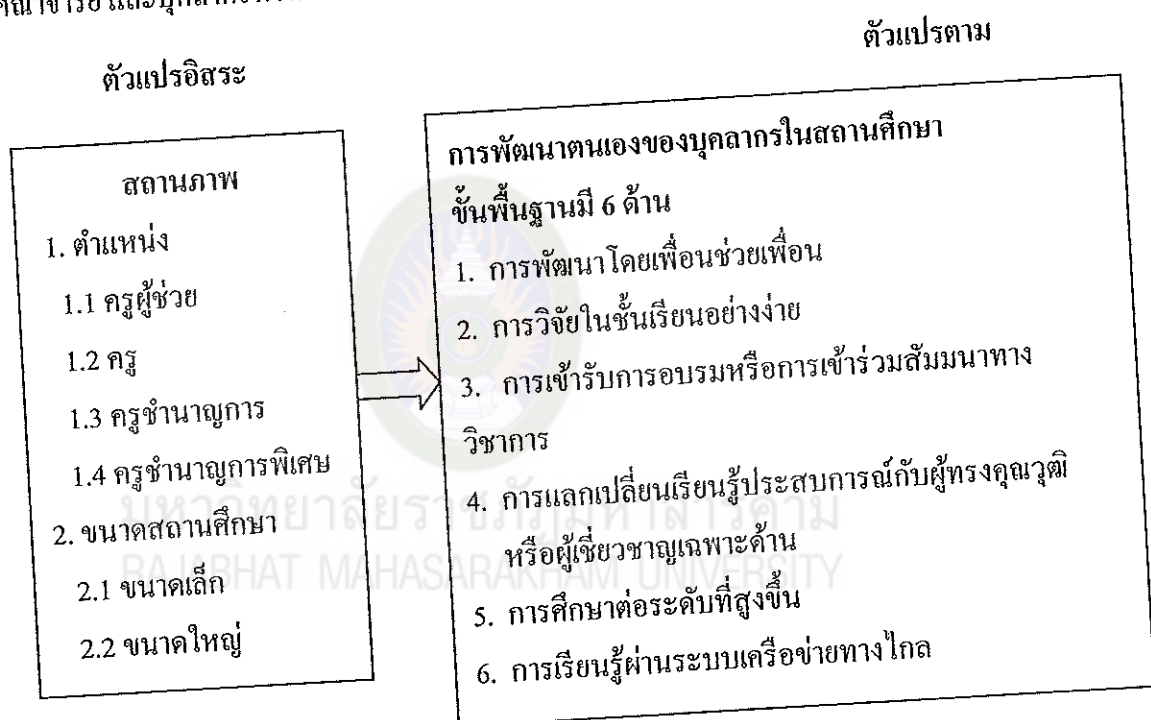 ตัวแปรอิสระ
ตัวแปรตาม
สถานภาพ
1. ตำแหน่ง
1.1 ครูผู้ช่วย
1.2 ครู
1.3 ครูชำนาญการ
1.4 ครูชำนาญการพิเศษ
2. ขนาดสถานศึกษา
2.1 ขนาดเล็ก
2.2 ขนาดใหญ่
การพัฒนาตนเองของบุคลากรในสถานศึกษา
ขั้นพื้นฐานมี 6 ด้าน
1. การพัฒนาโดยเพื่อนช่วยเพื่อน
2. การวิจัยในชั้นเรียนอย่างง่าย
3. การเข้ารับการอบรมหรือการเข้าร่วมสัมมนาทาง
วิชาการ
4. การแลกเปลี่ยนเรียนรู้ประสบการณ์กับผู้ทรงคุณวุฒิ
หรือผู้เชี่ยวชาญเฉพาะด้าน
5. การศึกษาต่อระดับที่สูงขึ้น
6. การเรียนรู้ผ่านระบบเครือข่ายทางไกล
มหาวิทยาลัยราชภัฏมหาสารคาม
RAJABHAT MAHASARAKHAM UNIVERSITY